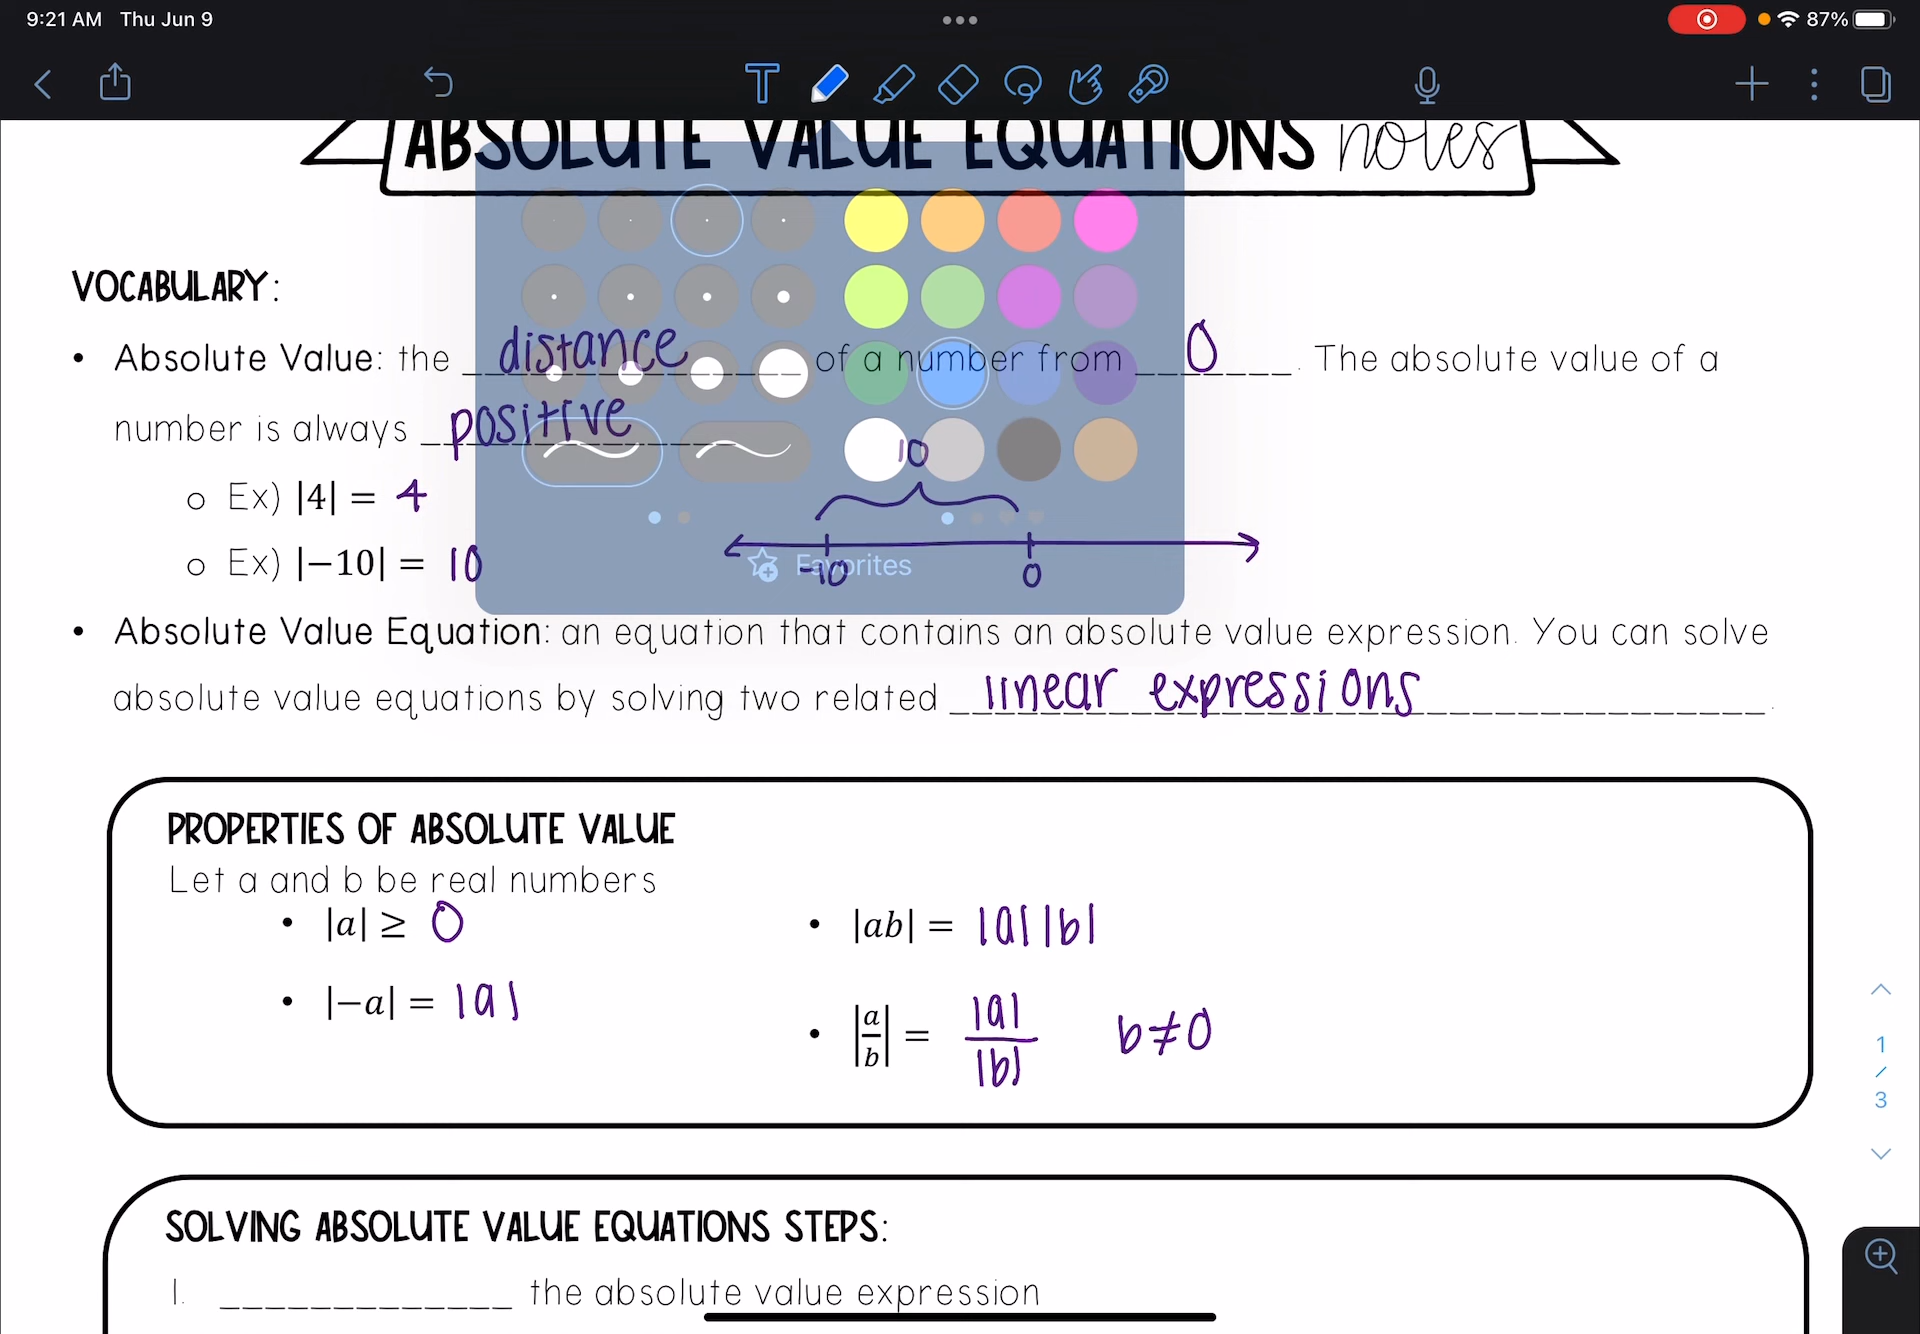 9:21 AM Thu Jun 9
87%
ABSOLUTE VALUE EQUATIONS notes
VOCABULARY:
• Absolute Value: the distance of a number from 0. The absolute value of a
number is always positive
10
o Ex) |4| = 4
o Ex) |−10| = 10
-10 0
Favorites
• Absolute Value Equation: an equation that contains an absolute value expression. You can solve
absolute value equations by solving two related linear expressions.
PROPERTIES OF ABSOLUTE VALUE
Let a and b be real numbers
• |a| ≥ 0
• |ab| = |a||b|
• |−a| = |a|
• |a/b| = |a|/|b| b≠0
1
/
3
SOLVING ABSOLUTE VALUE EQUATIONS STEPS:
1. _____________ the absolute value expression